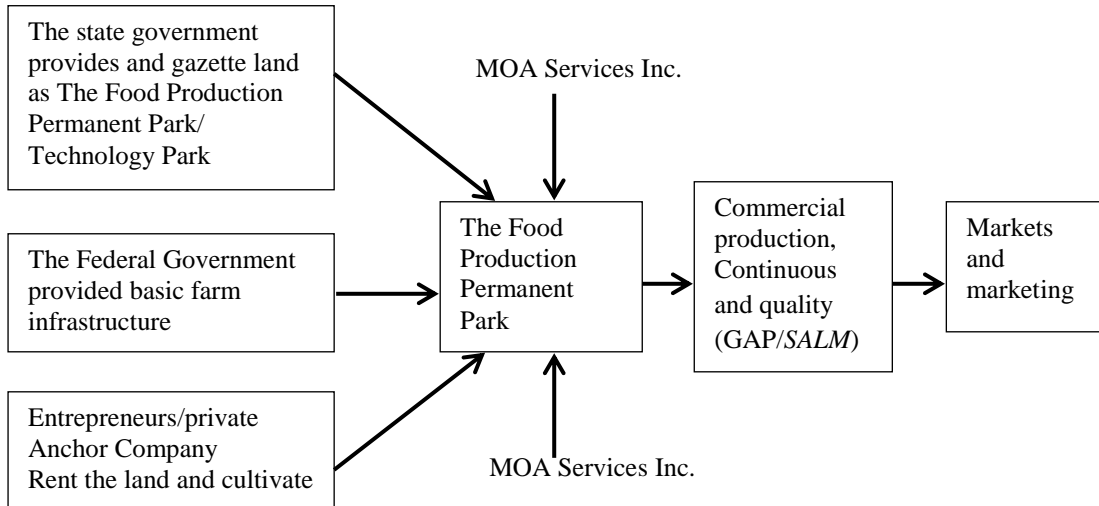 The state government
provides and gazette land
as The Food Production
Permanent Park/
Technology Park
MOA Services Inc.
The Federal Government
provided basic farm
infrastructure
The Food
Production
Permanent
Park
Commercial
production,
Continuous
and quality
(GAP/SALM)
Markets
and
marketing
Entrepreneurs/private
Anchor Company
Rent the land and cultivate
MOA Services Inc.